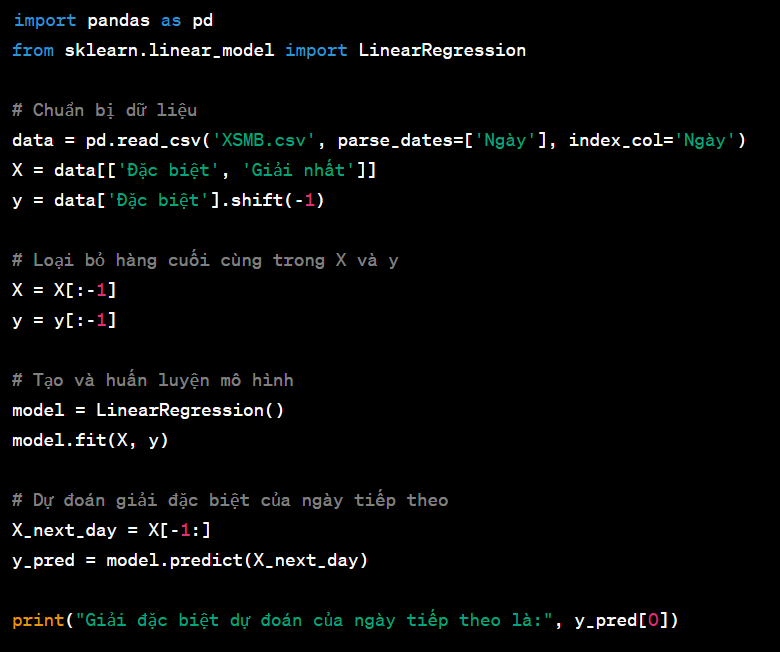 import pandas as pd
from sklearn.linear_model import LinearRegression
# Chuẩn bị dữ liệu
data = pd.read_csv('XSMB.csv', parse_dates=['Ngày'], index_col='Ngày')
X = data[['Đặc biệt', 'Giải nhất']]
y = data['Đặc biệt'].shift(-1)
# Loại bỏ hàng cuối cùng trong X và y
X = X[:-1]
y = y[:-1]
# Tạo và huấn luyện mô hình
model = LinearRegression()
model.fit(X, y)
# Dự đoán giải đặc biệt của ngày tiếp theo
X_next_day = X[-1:]
y_pred = model.predict(X_next_day)
print("Giải đặc biệt dự đoán của ngày tiếp theo là:", y_pred[0])